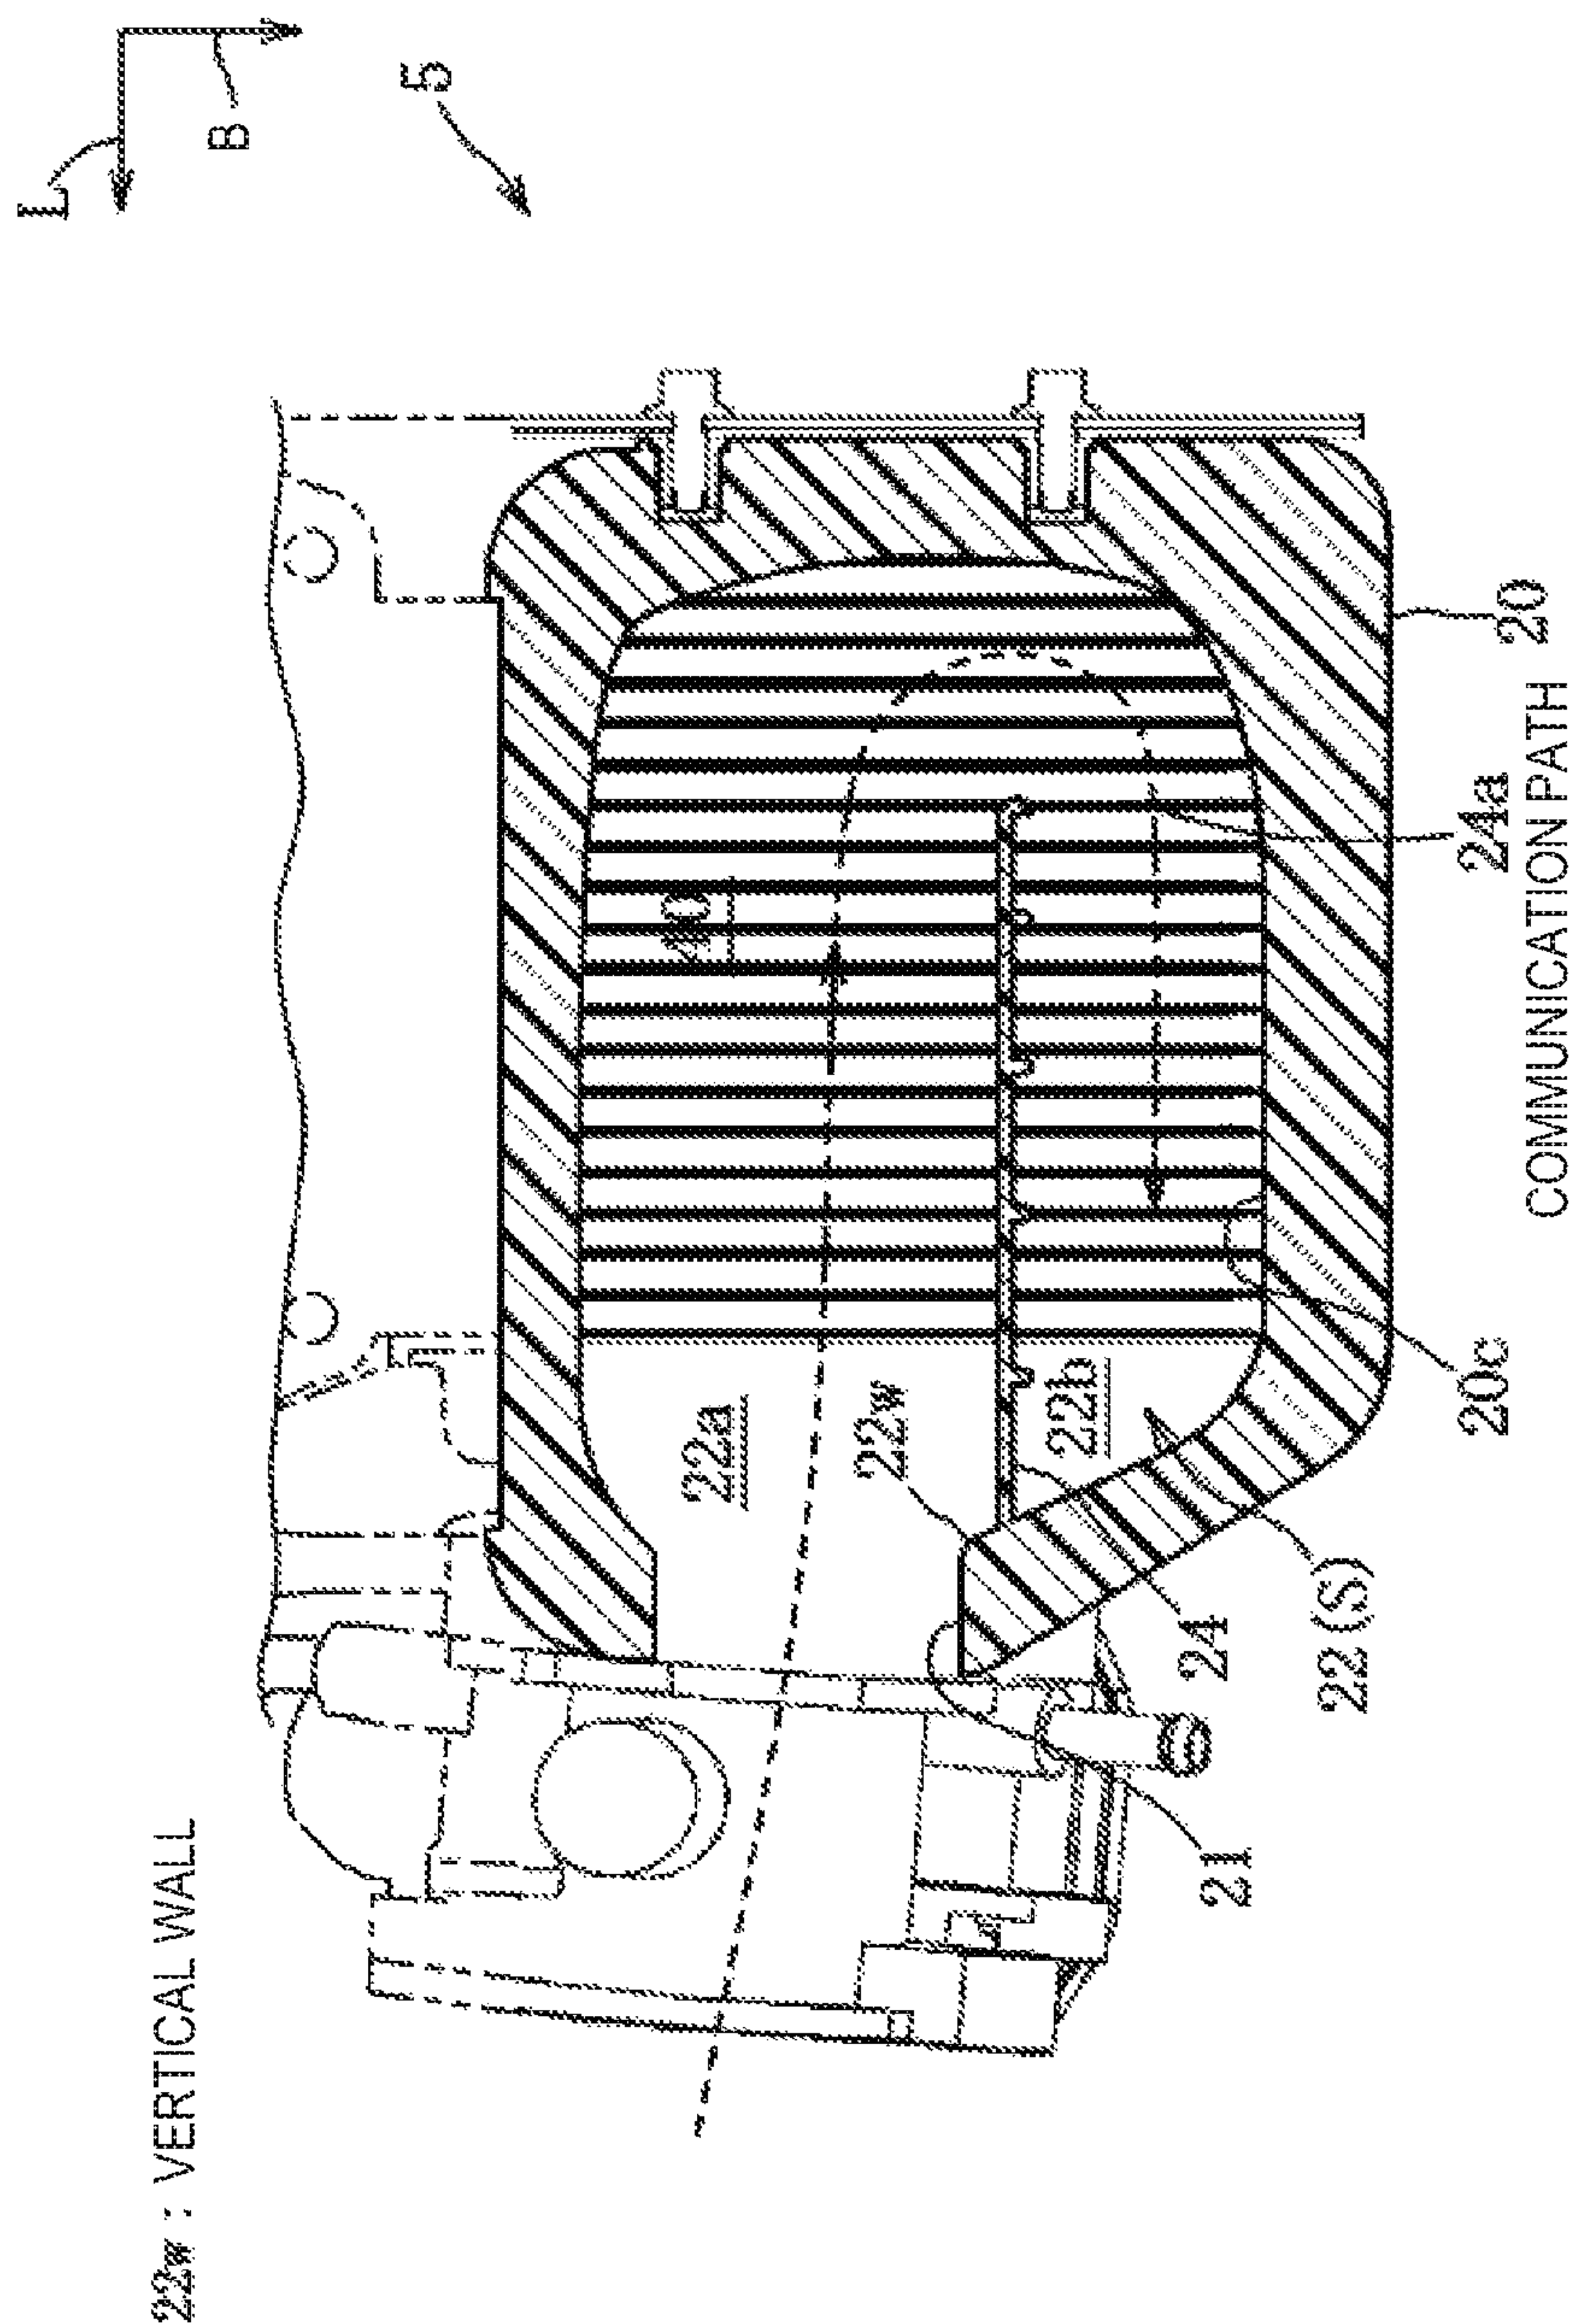 L
22w : VERTICAL WALL
B
5
22a
40
22w
22b
21
24
22 (S)
20c
24a
COMMUNICATION PATH
20